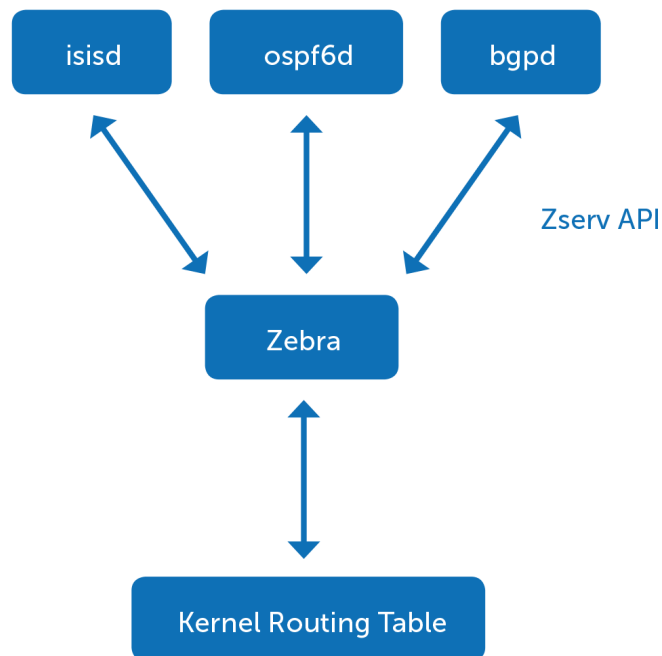 isisd
ospf6d
bgpd
Zserv API
Zebra
Kernel Routing Table